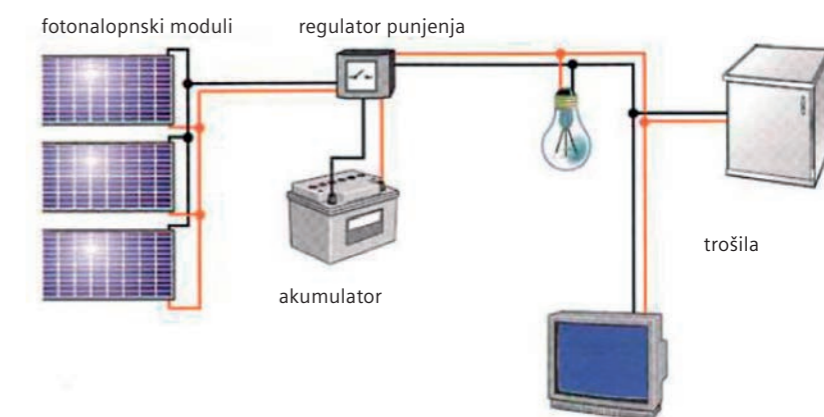 fotonalopnski moduli
regulator punjenja
akumulator
trošila